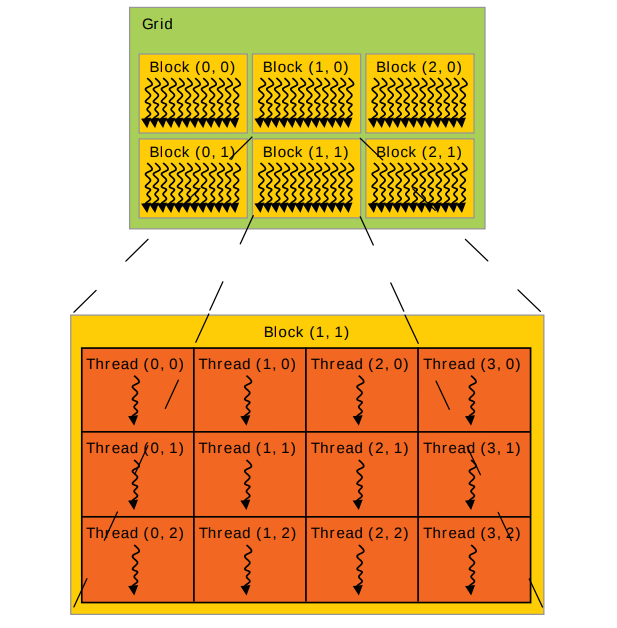 Grid
Block (0, 0) Block (1, 0) Block (2, 0)
Block (0, 1) Block (1, 1) Block (2, 1)
Block (1, 1)
Thread (0, 0) Thread (1, 0) Thread (2, 0) Thread (3, 0)
Thread (0, 1) Thread (1, 1) Thread (2, 1) Thread (3, 1)
Thread (0, 2) Thread (1, 2) Thread (2, 2) Thread (3, 2)